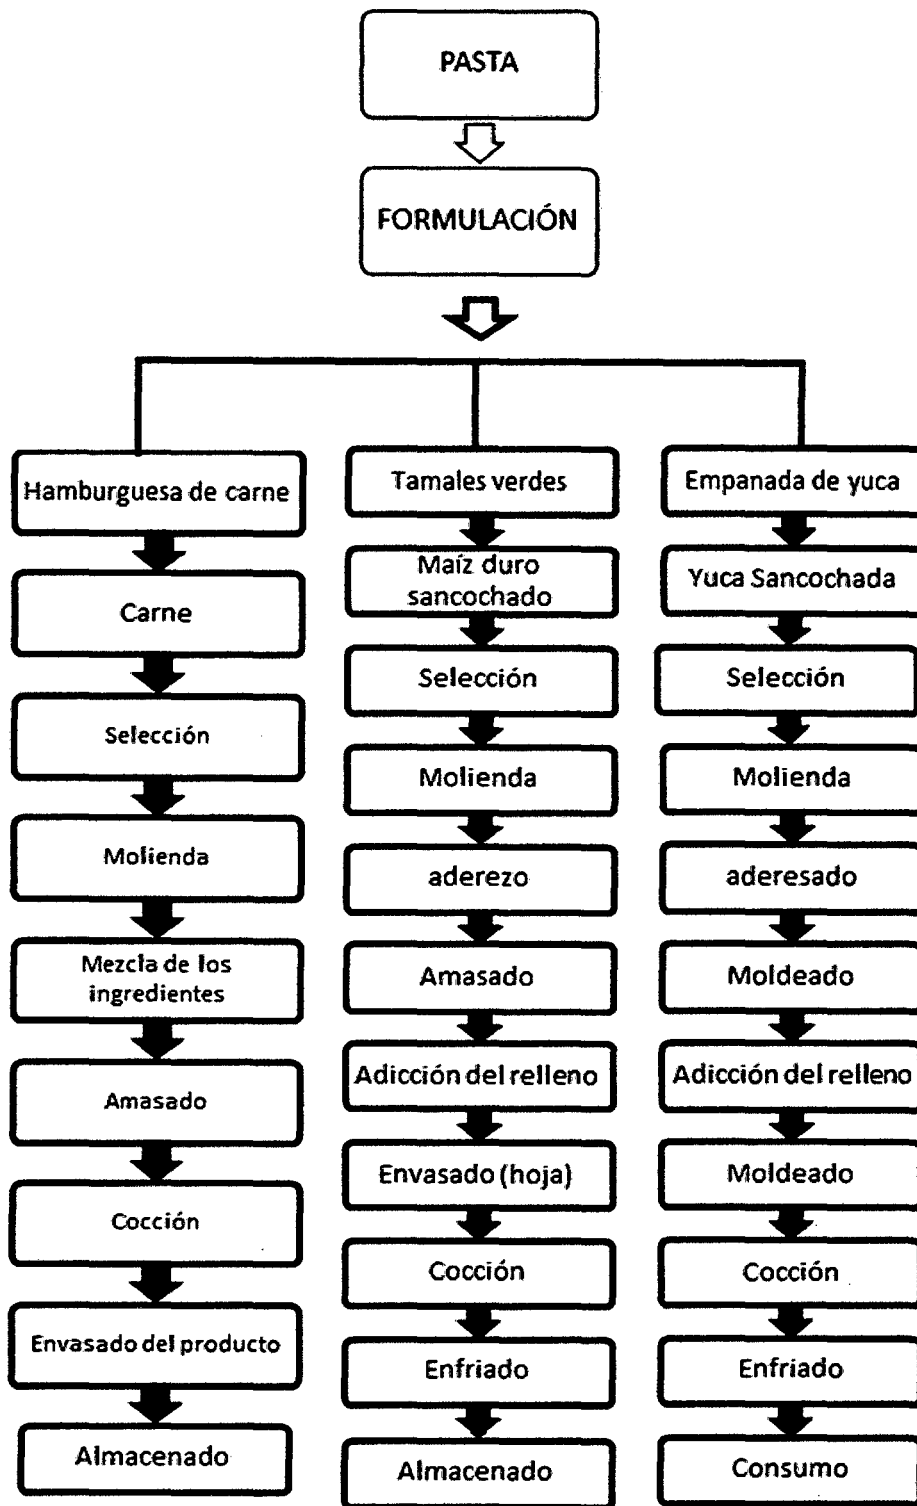 PASTA
FORMULACIÓN
Hamburguesa de carne
Carne
Selección
Molienda
Mezcla de los
ingredientes
Amasado
Cocción
Envasado del producto
Almacenado
Tamales verdes
Maíz duro
sancochado
Selección
Molienda
aderezo
Amasado
Adicción del relleno
Envasado (hoja)
Cocción
Enfriado
Almacenado
Empanada de yuca
Yuca Sancochada
Selección
Molienda
aderesado
Moldeado
Adicción del relleno
Moldeado
Cocción
Enfriado
Consumo